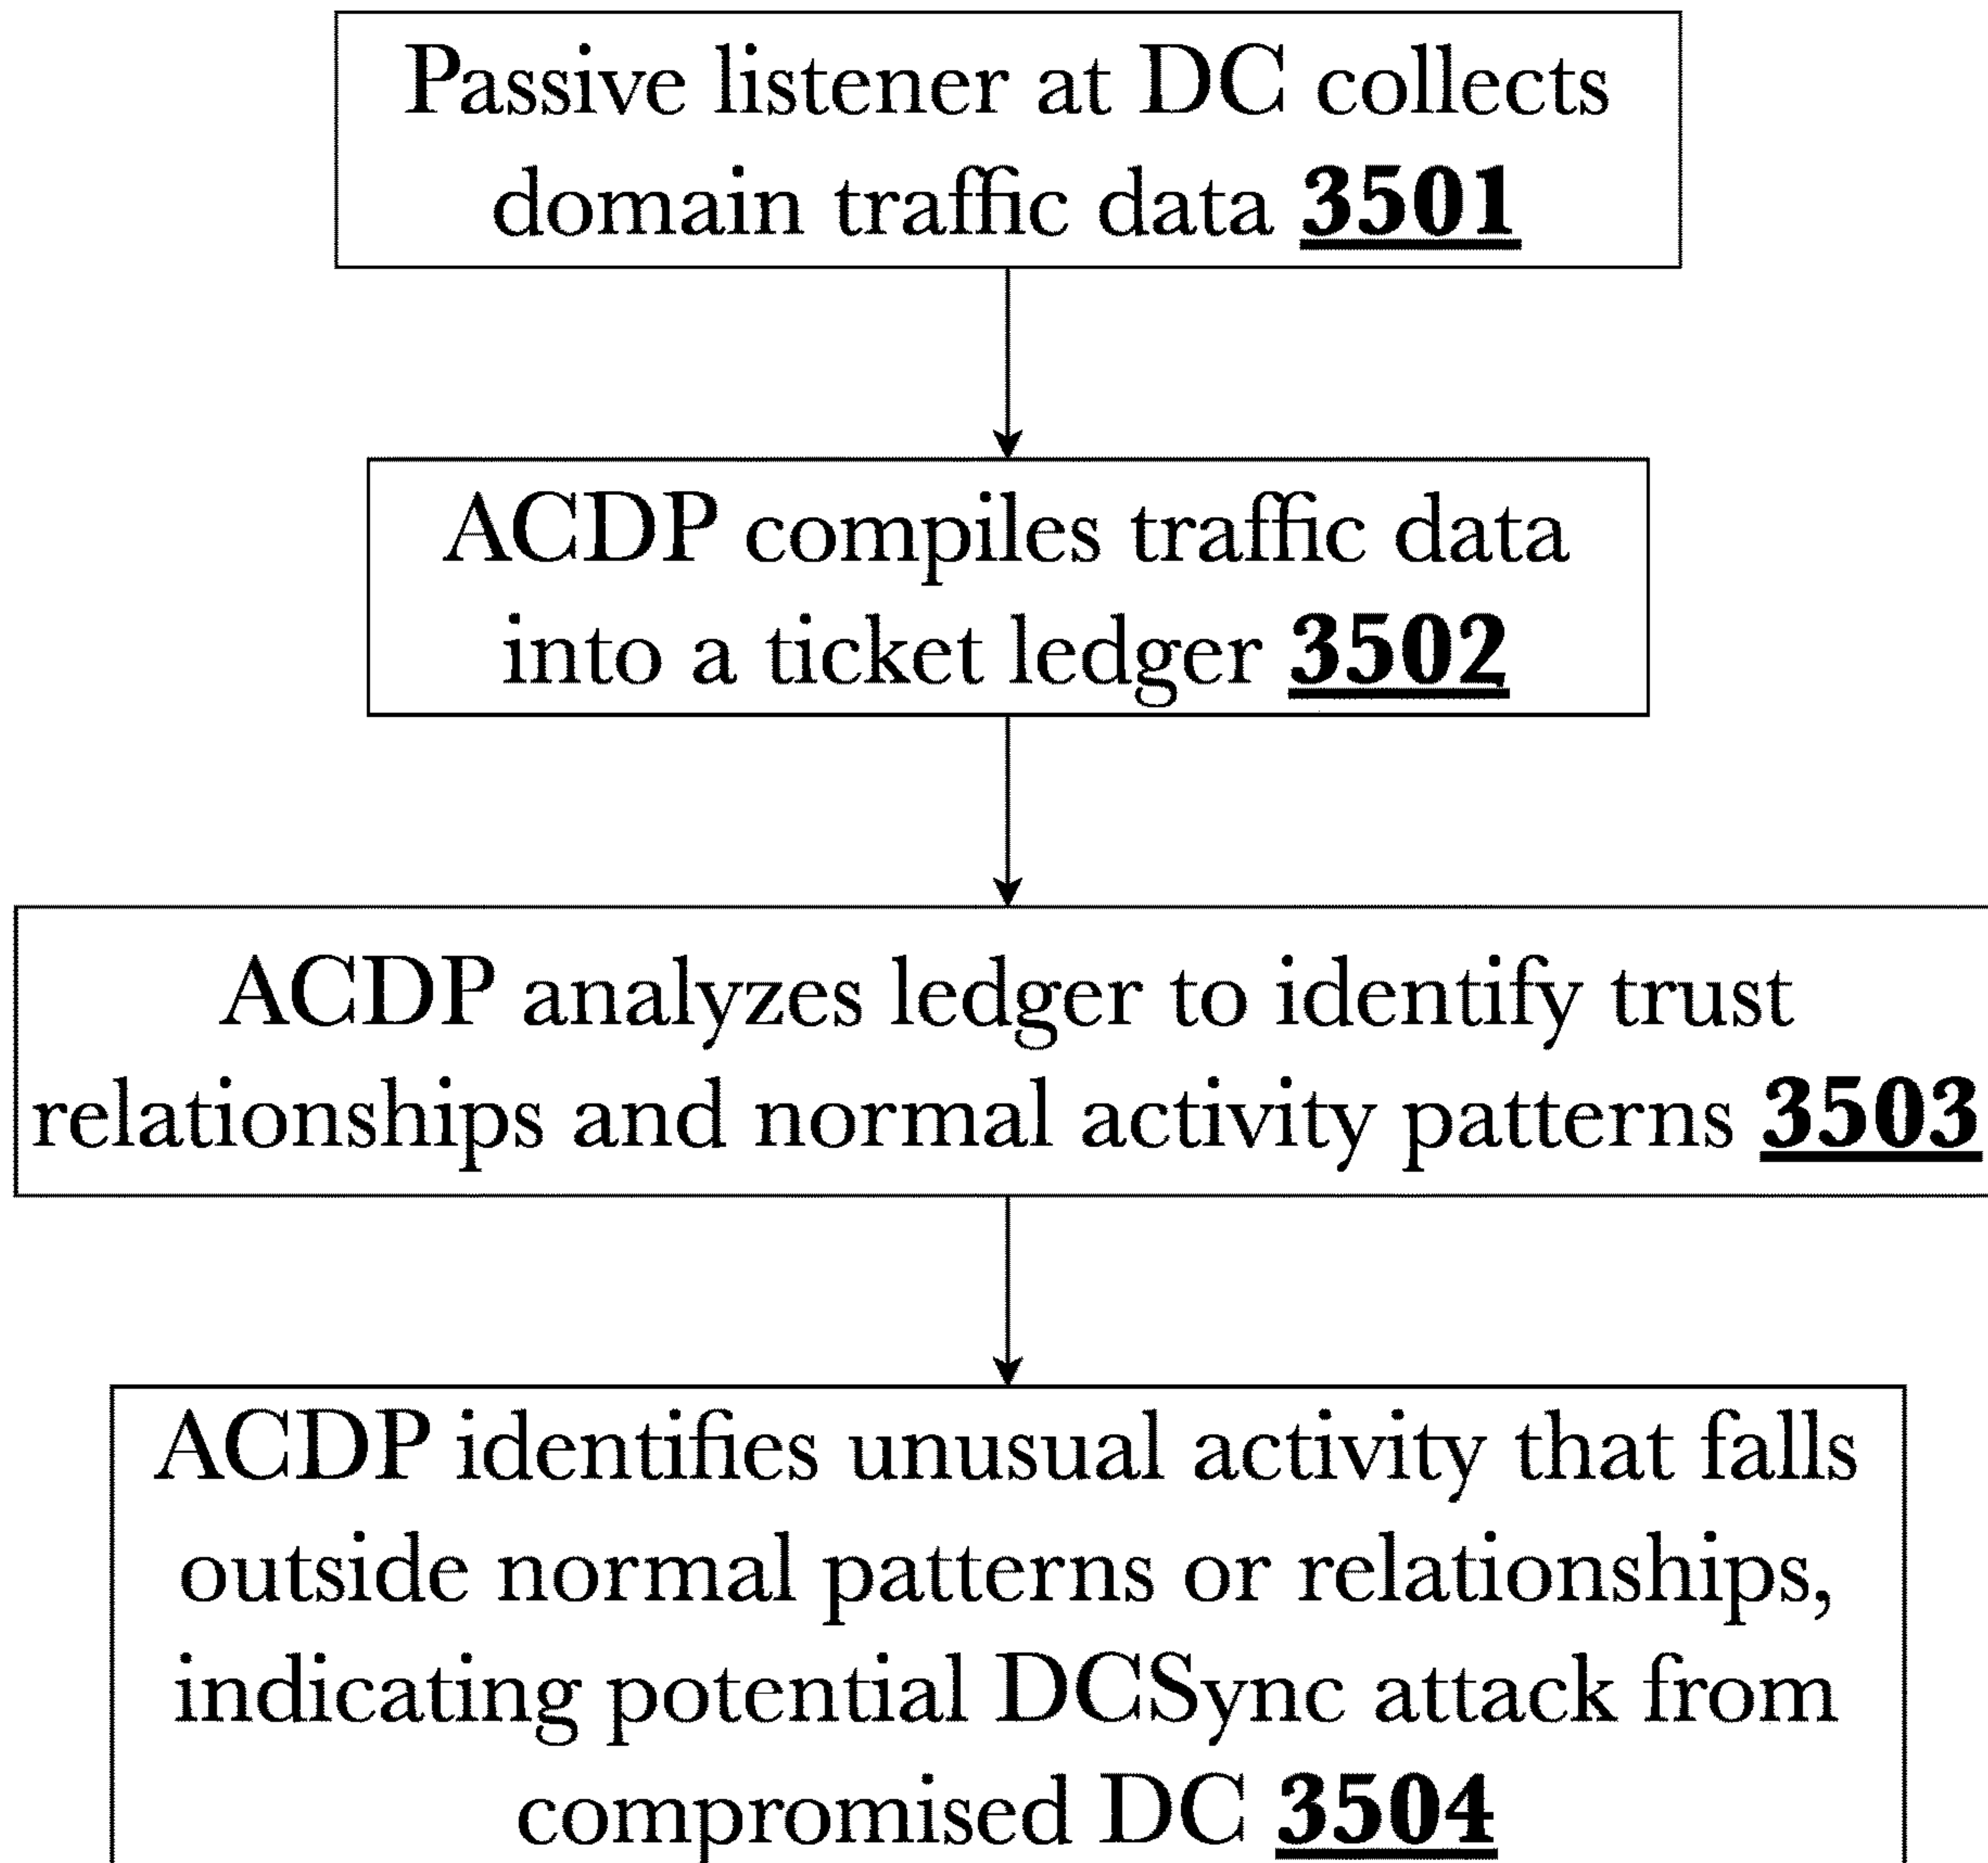 Passive listener at DC collects
domain traffic data 3501
ACDP compiles traffic data
into a ticket ledger 3502
ACDP analyzes ledger to identify trust
relationships and normal activity patterns 3503
ACDP identifies unusual activity that falls
outside normal patterns or relationships,
indicating potential DCSync attack from
compromised DC 3504